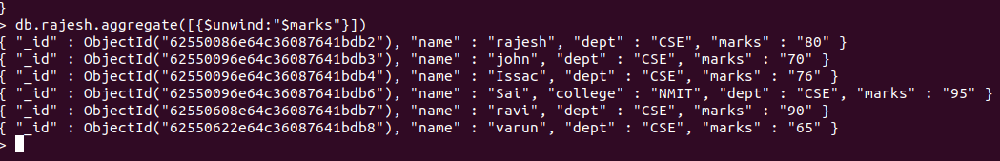 }
> db.rajesh.aggregate([{$unwind:"$marks"}])
{ "_id" : ObjectId("62550086e64c36087641bdb2"), "name" : "rajesh", "dept" : "CSE", "marks" : "80" }
{ "_id" : ObjectId("62550096e64c36087641bdb3"), "name" : "john", "dept" : "CSE", "marks" : "70" }
{ "_id" : ObjectId("62550096e64c36087641bdb4"), "name" : "Issac", "dept" : "CSE", "marks" : "76" }
{ "_id" : ObjectId("62550096e64c36087641bdb6"), "name" : "Sai", "college" : "NMIT", "dept" : "CSE", "marks" : "95" }
{ "_id" : ObjectId("62550608e64c36087641bdb7"), "name" : "ravi", "dept" : "CSE", "marks" : "90" }
{ "_id" : ObjectId("62550622e64c36087641bdb8"), "name" : "varun", "dept" : "CSE", "marks" : "65" }
>